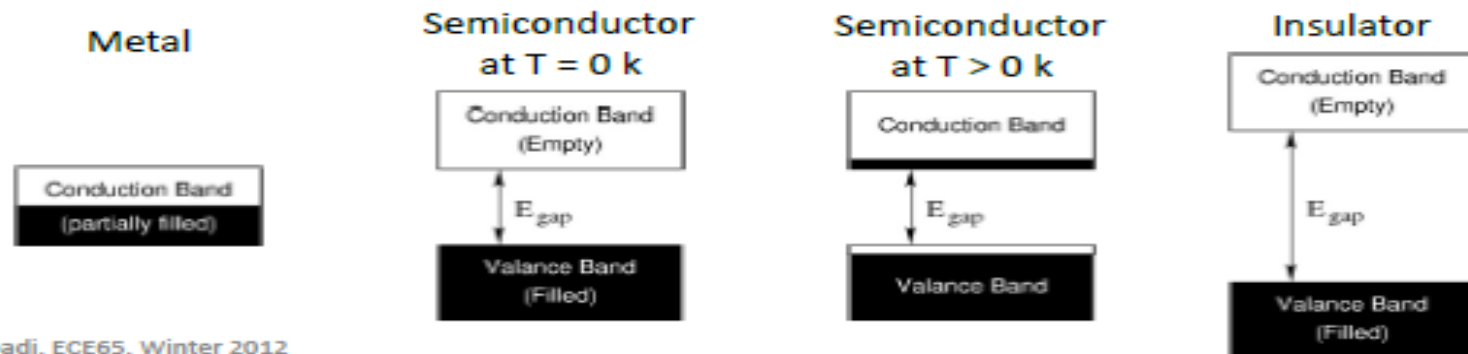 Metal
Conduction Band
(partially filled)
Semiconductor
at T = 0 k
Conduction Band
(Empty)
E gap
Valance Band
(Filled)
Semiconductor
at T > 0 k
Conduction Band
E gap
Valance Band
Insulator
Conduction Band
(Empty)
E gap
Valance Band
(Filled)
ECE65, Winter 2012